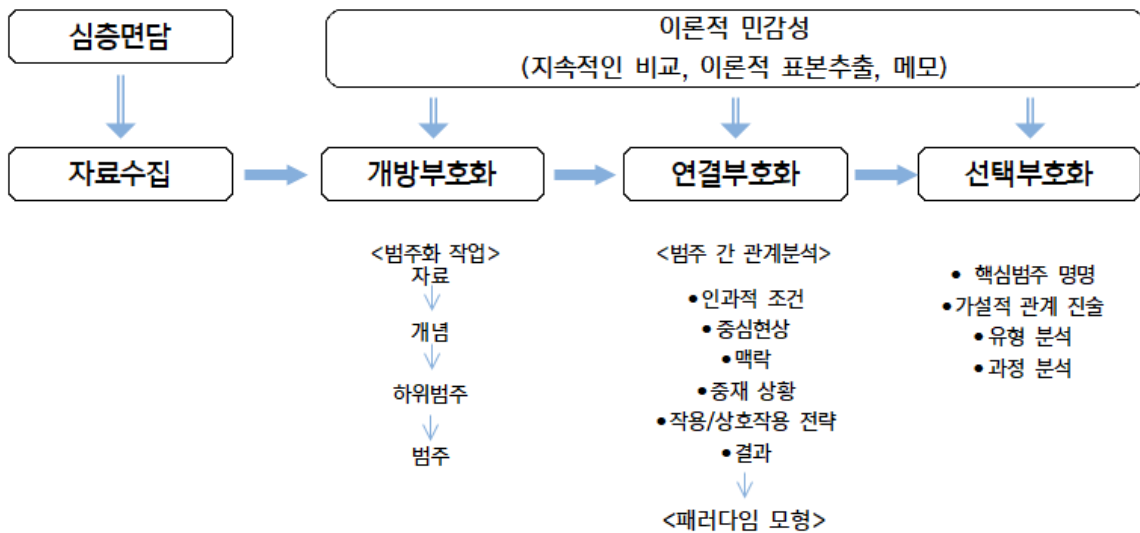 심층면담
이론적 민감성
(지속적인 비교, 이론적 표본추출, 메모)
자료수집
개방부호화
연결부호화
선택부호화
<범주화 작업>
자료
개념
하위범주
범주
<범주 간 관계분석>
•인과적 조건
•중심현상
•맥락
•중재 상황
•작용/상호작용 전략
•결과
<패러다임 모형>
• 핵심범주 명명
•가설적 관계 진술
•유형 분석
•과정 분석